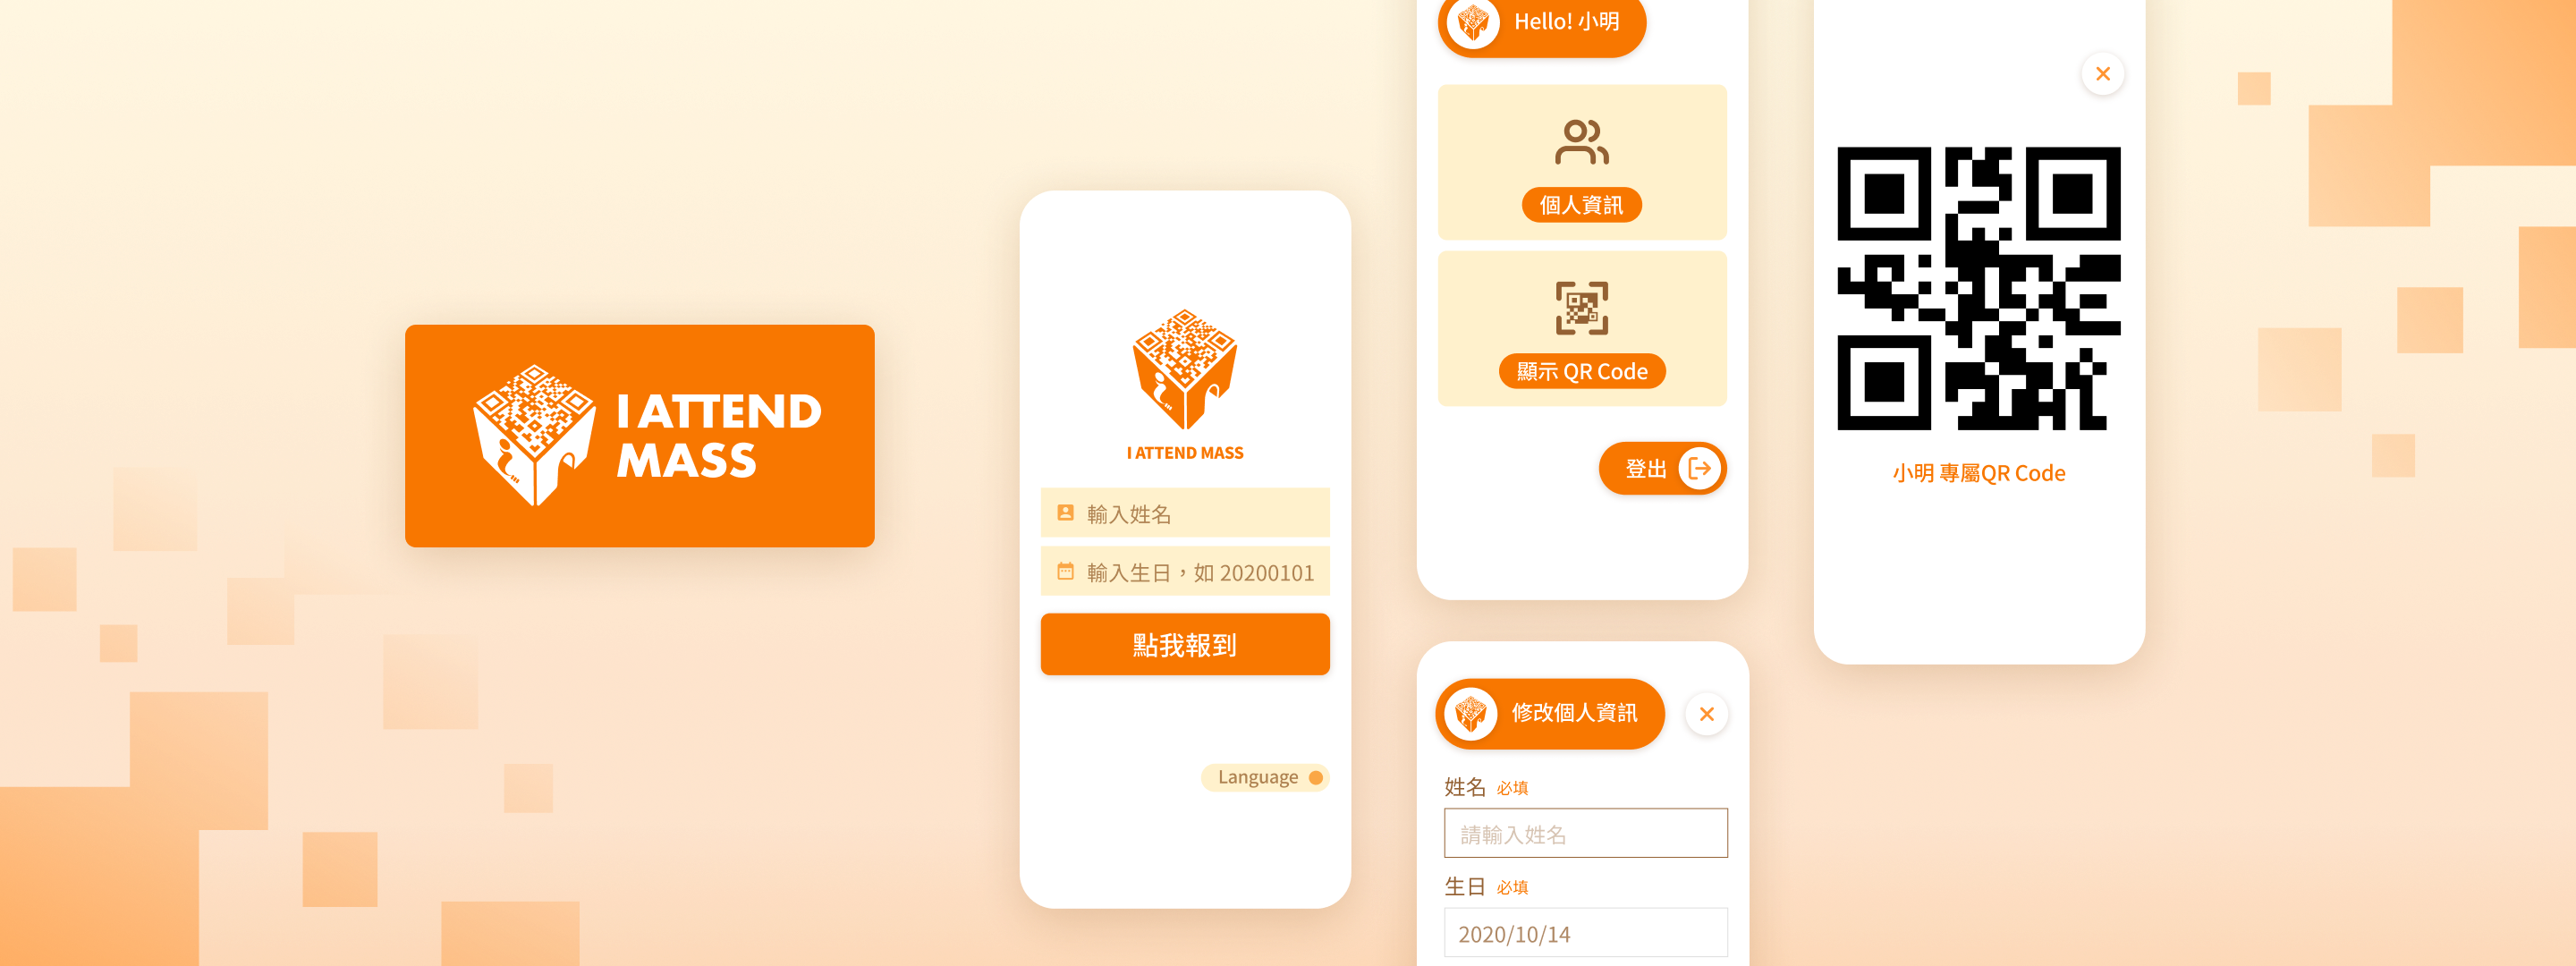 I ATTEND
MASS
I ATTEND MASS
輸入姓名
輸入生日，如 20200101
點我報到
Language
Hello! 小明
個人資訊
顯示 QR Code
登出
修改個人資訊
姓名 必填
請輸入姓名
生日 必填
2020/10/14
小明 專屬QR Code